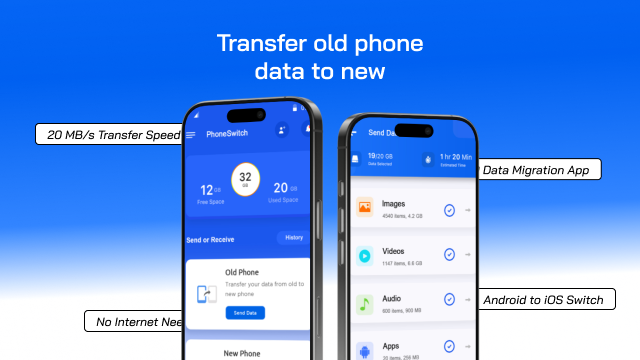 Transfer old phone
data to new
20 MB/s Transfer Speed
PhoneSwitch
12 GB
Free Space
32
GB
20 GB
Used Space
Send or Receive
History
Old Phone
Transfer your data from old to
new phone
Send Data
New Phone
No Internet Nee
Send Da
19/20 GB
Data Selected
1 hr 20 Min
Estimated Time
Images
4540 items, 4.2 GB
Videos
1147 items, 6.6 GB
Audio
Apps
35 items, 256 MB
Data Migration App
Android to iOS Switch